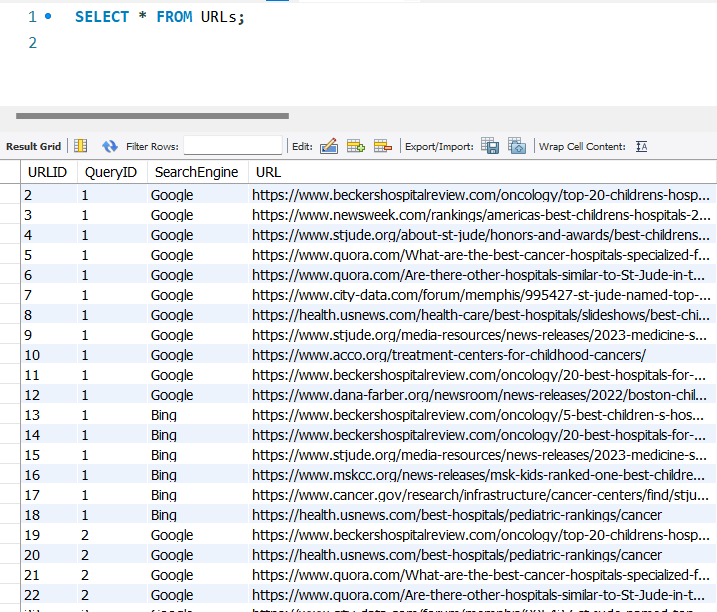 1 SELECT * FROM URLs;
2
Result Grid Filter Rows: Edit: Export/Import: Wrap Cell Content:
URLID QueryID SearchEngine URL
2 1 Google https://www.beckershospitalreview.com/oncology/top-20-childrens-hosp...
3 1 Google https://www.newsweek.com/rankings/americas-best-childrens-hospitals-2...
4 1 Google https://www.stjude.org/about-st-jude/honors-and-awards/best-childrens...
5 1 Google https://www.quora.com/What-are-the-best-cancer-hospitals-specialized-f...
6 1 Google https://www.quora.com/Are-there-other-hospitals-similar-to-St-Jude-in-t...
7 1 Google https://www.city-data.com/forum/memphis/995427-st-jude-named-top-...
8 1 Google https://health.usnews.com/health-care/best-hospitals/slideshows/best-chi...
9 1 Google https://www.stjude.org/media-resources/news-releases/2023-medicine-s...
10 1 Google https://www.acco.org/treatment-centers-for-childhood-cancers/
11 1 Google https://www.beckershospitalreview.com/oncology/20-best-hospitals-for-...
12 1 Google https://www.dana-farber.org/newsroom/news-releases/2022/boston-chil...
13 1 Bing https://www.beckershospitalreview.com/oncology/5-best-children-s-hos...
14 1 Bing https://www.beckershospitalreview.com/oncology/20-best-hospitals-for-...
15 1 Bing https://www.stjude.org/media-resources/news-releases/2023-medicine-s...
16 1 Bing https://www.mskcc.org/news-releases/msk-kids-ranked-one-best-childre...
17 1 Bing https://www.cancer.gov/research/infrastructure/cancer-centers/find/stju...
18 1 Bing https://health.usnews.com/best-hospitals/pediatric-rankings/cancer
19 2 Google https://www.beckershospitalreview.com/oncology/top-20-childrens-hosp...
20 2 Google https://health.usnews.com/best-hospitals/pediatric-rankings/cancer
21 2 Google https://www.quora.com/What-are-the-best-cancer-hospitals-specialized-f...
22 2 Google https://www.quora.com/Are-there-other-hospitals-similar-to-St-Jude-in-t...